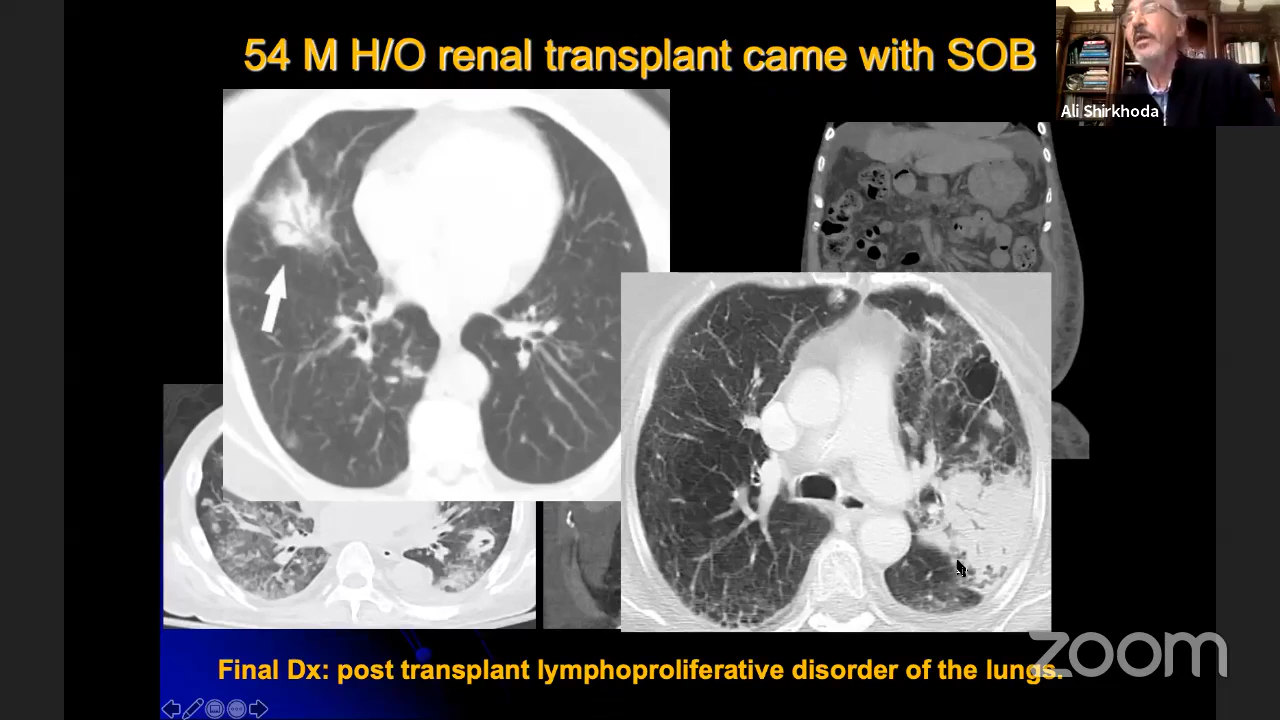 54 M H/O renal transplant came with SOB
Ali Shirkhoda
Final Dx: post transplant lymphoproliferative disorder of the lungs.
zoom